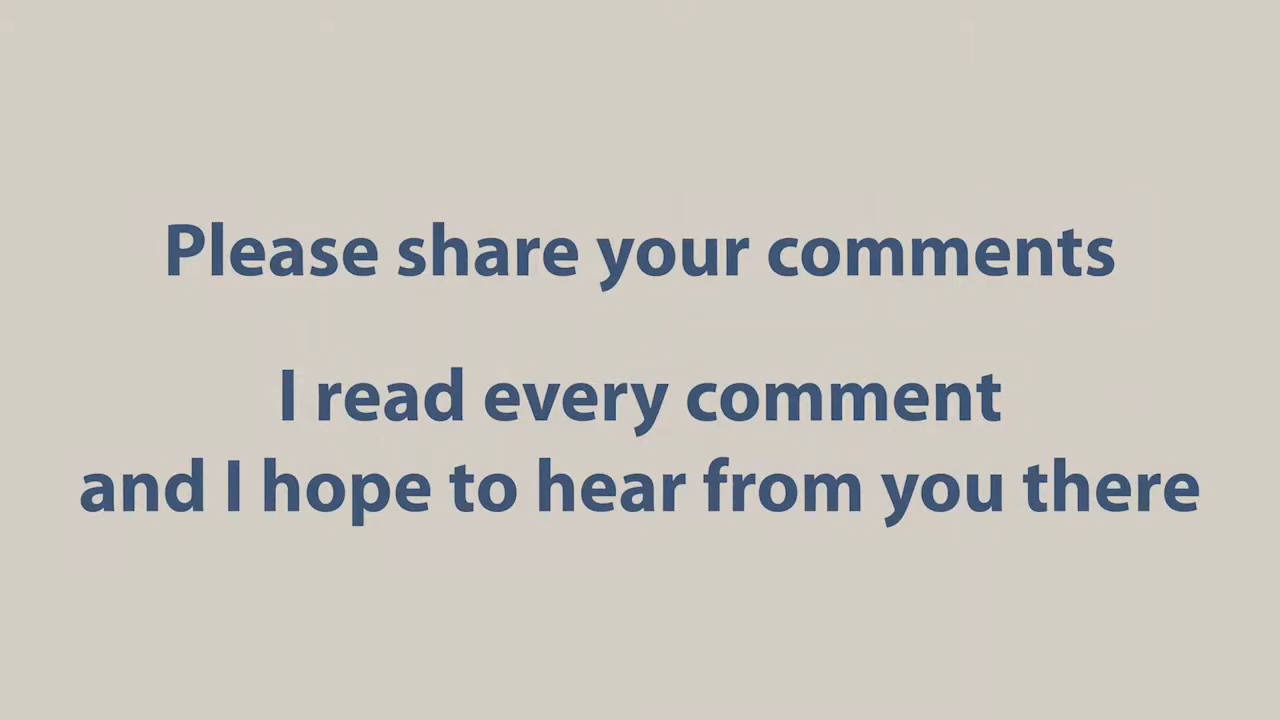 Please share your comments
I read every comment
and I hope to hear from you there